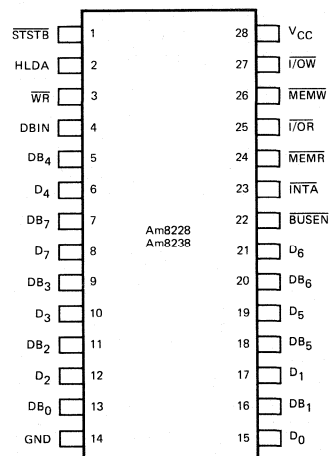 STSTB 1 28 VCC
HLDA 2 27 I/OW
WR 3 26 MEMW
DBIN 4 25 I/OR
DB4 5 24 MEMR
D4 6 23 INTA
DB7 7 22 BUSEN
Am8228
Am8238
D7 8 21 D6
DB3 9 20 DB6
D3 10 19 D5
DB2 11 18 DB5
D2 12 17 D1
DB0 13 16 DB1
GND 14 15 D0